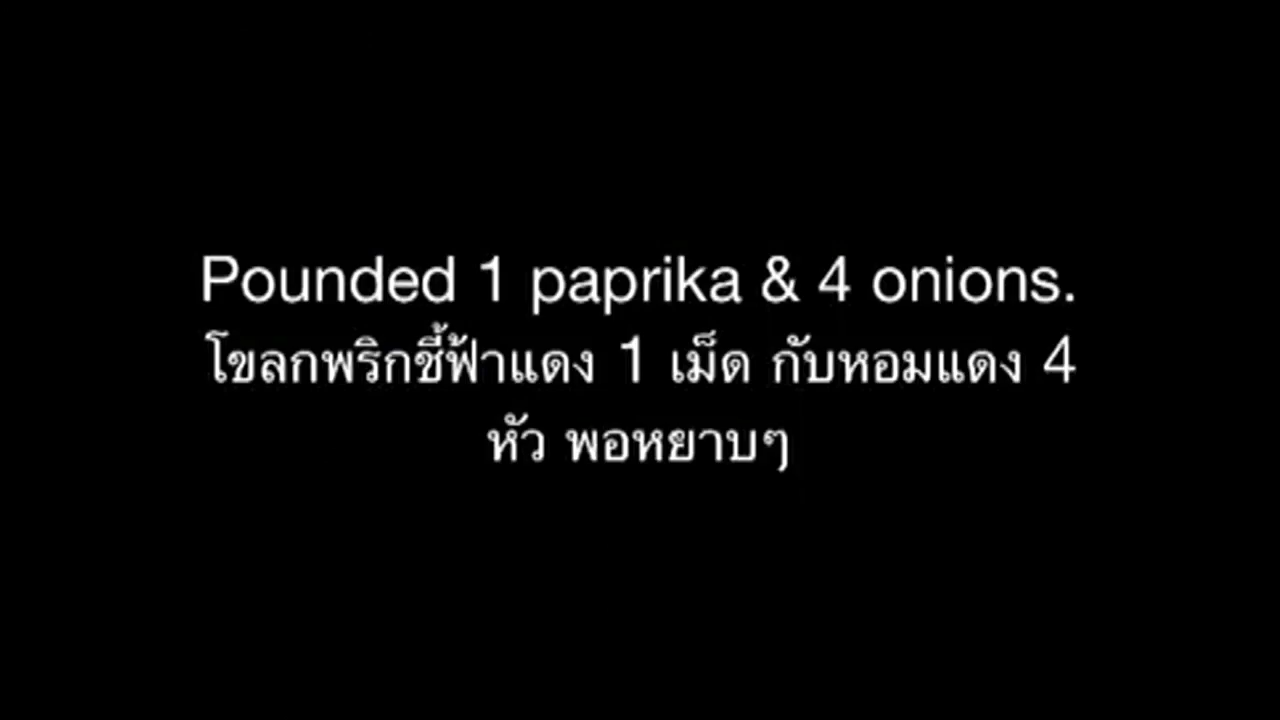 Pounded 1 paprika & 4 onions.
โขลกพริกชี้ฟ้าแดง 1 เม็ด กับหอมแดง 4
หัว พอหยาบๆ